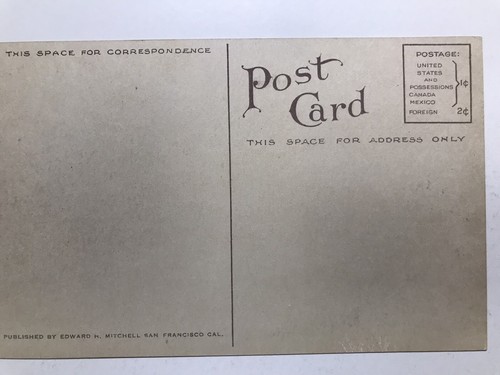 THIS SPACE FOR CORRESPONDENCE
Post
Card
THIS SPACE FOR ADDRESS ONLY
POSTAGE:
UNITED
STATES
AND
POSSESSIONS 1¢
CANADA
MEXICO
FOREIGN 2¢
PUBLISHED BY EDWARD H. MITCHELL SAN FRANCISCO CAL.